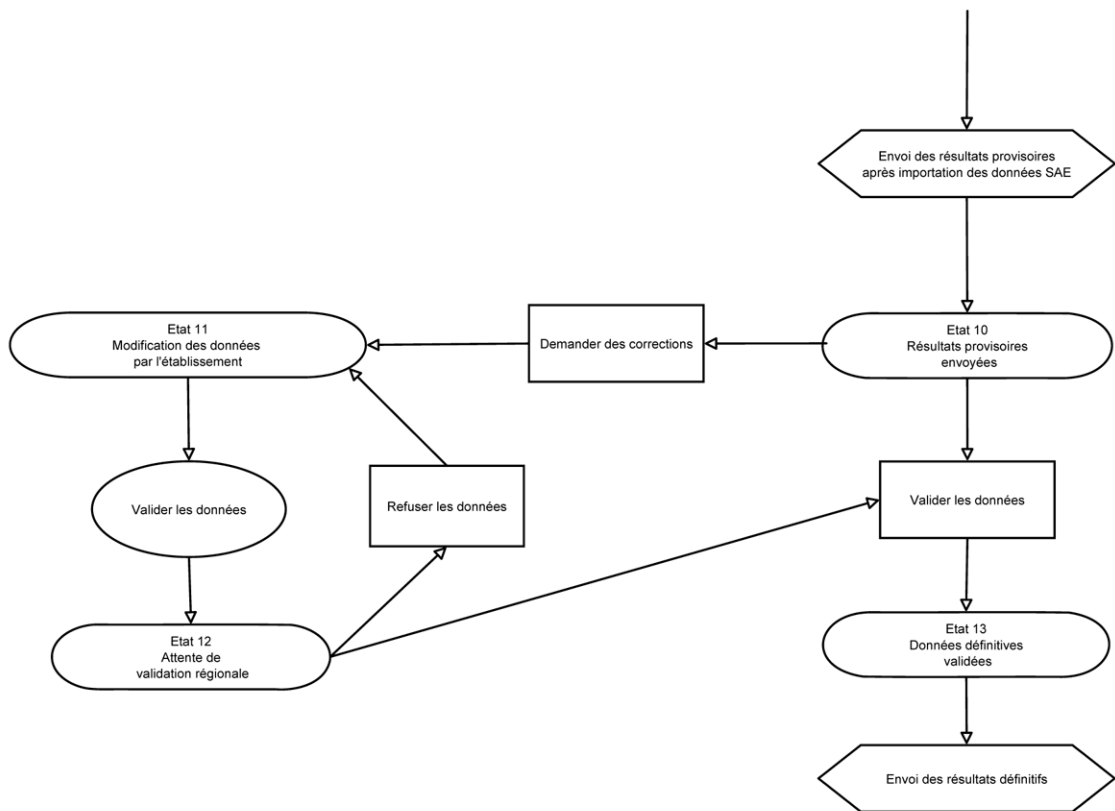 Envoi des résultats provisoires
après importation des données SAE
Etat 11
Modification des données
par l'établissement
Demander des corrections
Etat 10
Résultats provisoires
envoyées
Valider les données
Refuser les données
Valider les données
Etat 12
Attente de
validation régionale
Etat 13
Données définitives
validées
Envoi des résultats définitifs